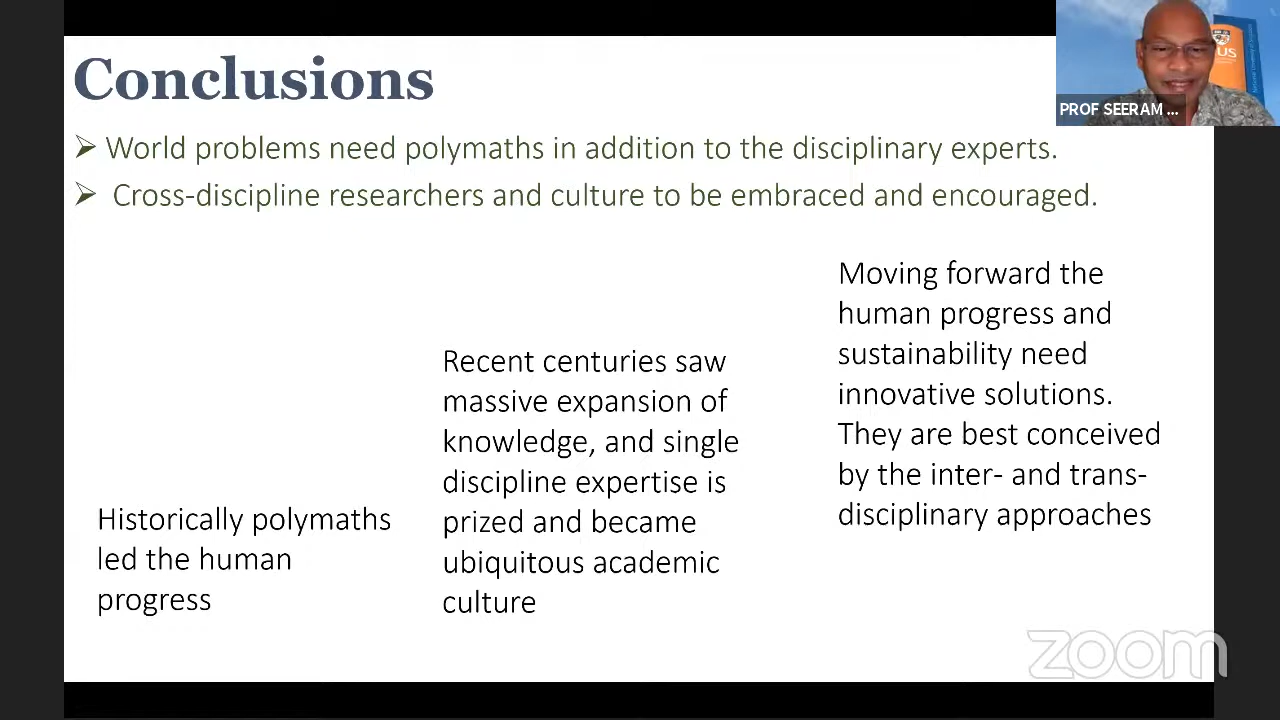 Conclusions
➢ World problems need polymaths in addition to the disciplinary experts.
➢ Cross-discipline researchers and culture to be embraced and encouraged.
Historically polymaths
led the human
progress
Recent centuries saw
massive expansion of
knowledge, and single
discipline expertise is
prized and became
ubiquitous academic
culture
Moving forward the
human progress and
sustainability need
innovative solutions.
They are best conceived
by the inter- and trans-
disciplinary approaches
PROF SEERAM ...
zoom